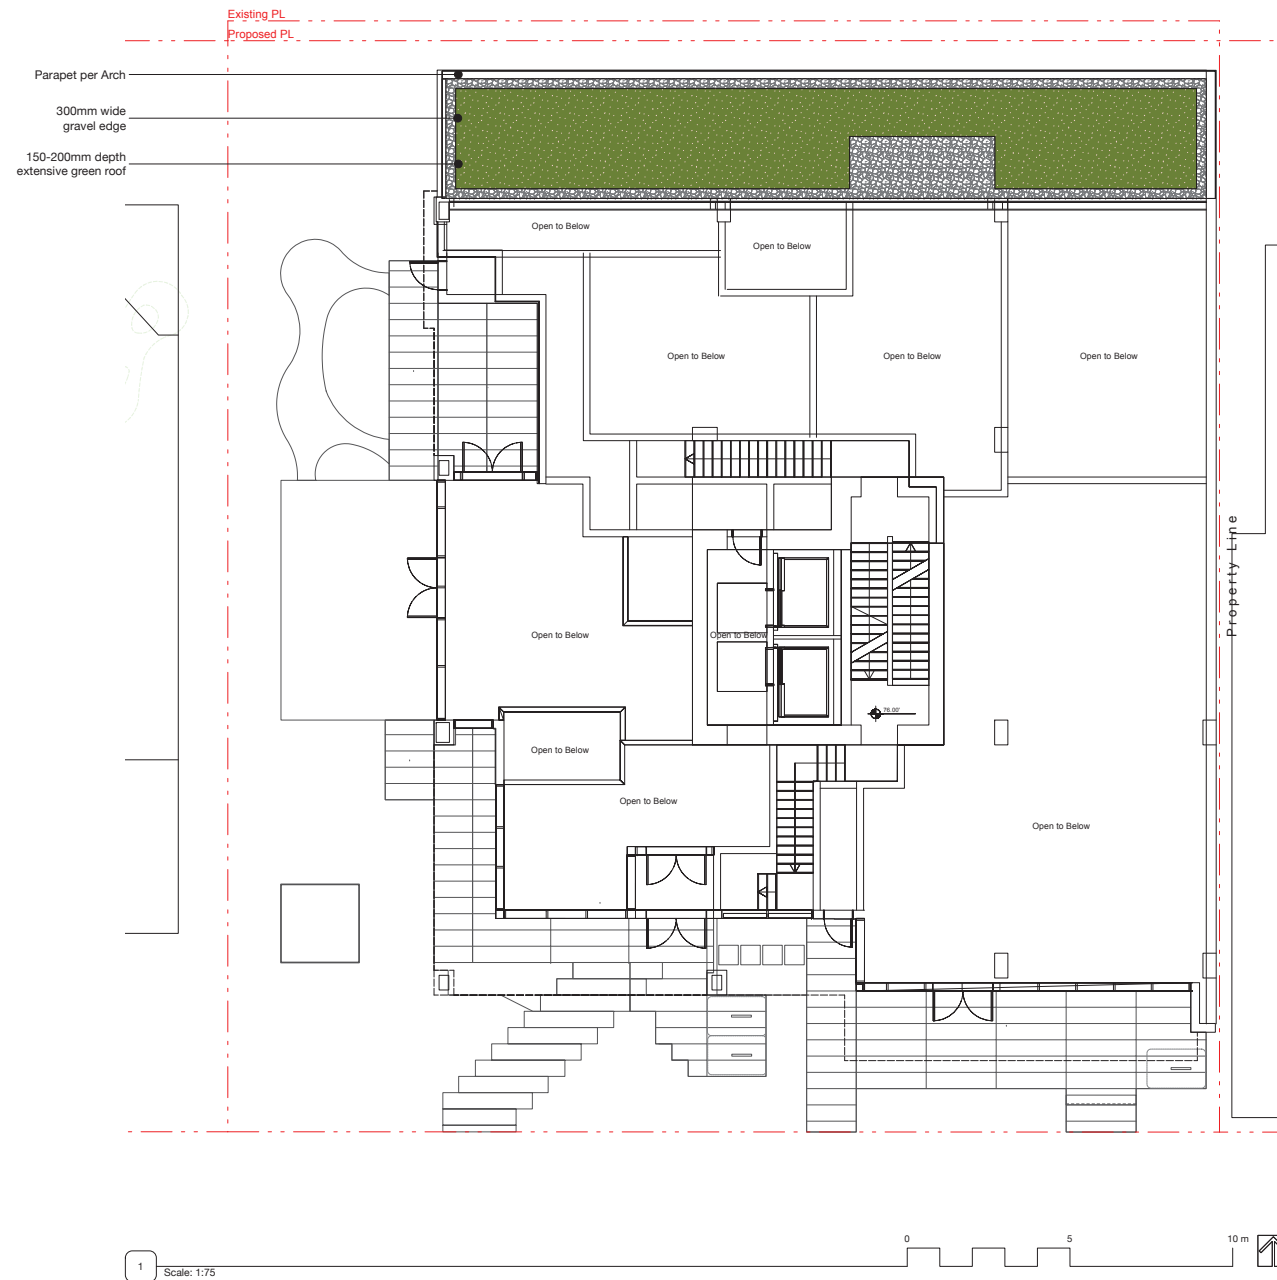 Existing PL
Proposed PL
Parapet per Arch
300mm wide
gravel edge
150-200mm depth
extensive green roof
Open to Below
Open to Below
Open to Below
Open to Below
Open to Below
Property Line
Open to Below
Open to Below
76.00'
Open to Below
Open to Below
Open to Below
0
5
10 m
1
Scale: 1:75